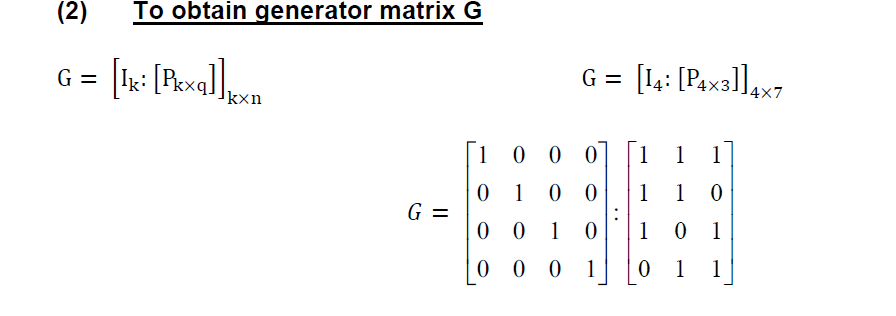 (2) To obtain generator matrix G
G = [I_k: [P_{k×q}]]_{k×n} G = [I_4: [P_{4×3}]]_{4×7}
[1 0 0 0] [1 1 1]
[0 1 0 0] [1 1 0]
G = :
[0 0 1 0] [1 0 1]
[0 0 0 1] [0 1 1]